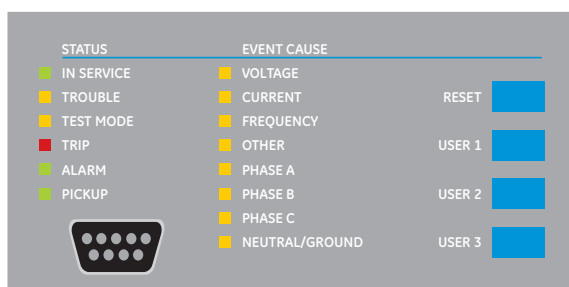 STATUS EVENT CAUSE
IN SERVICE VOLTAGE
TROUBLE CURRENT RESET
TEST MODE FREQUENCY
TRIP OTHER USER 1
ALARM PHASE A
PICKUP PHASE B USER 2
PHASE C
NEUTRAL/GROUND USER 3